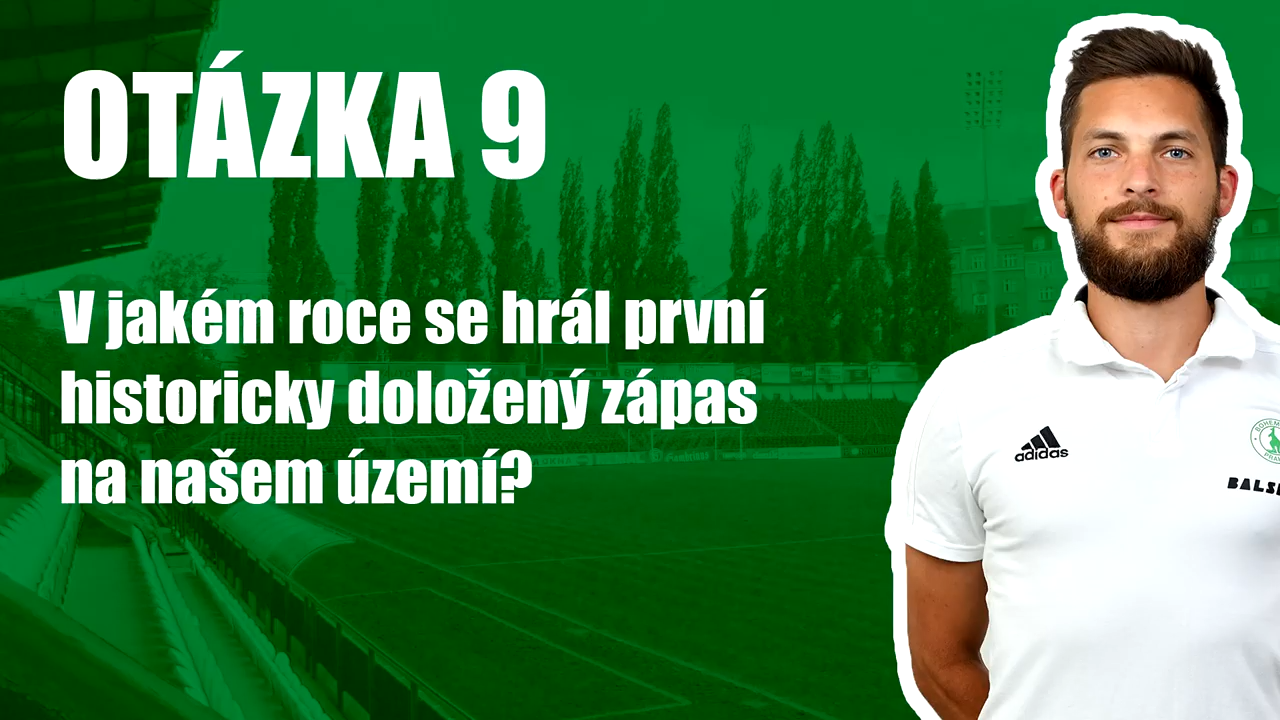 OTÁZKA 9
V jakém roce se hrál první
historicky doložený zápas
na našem území?
adidas